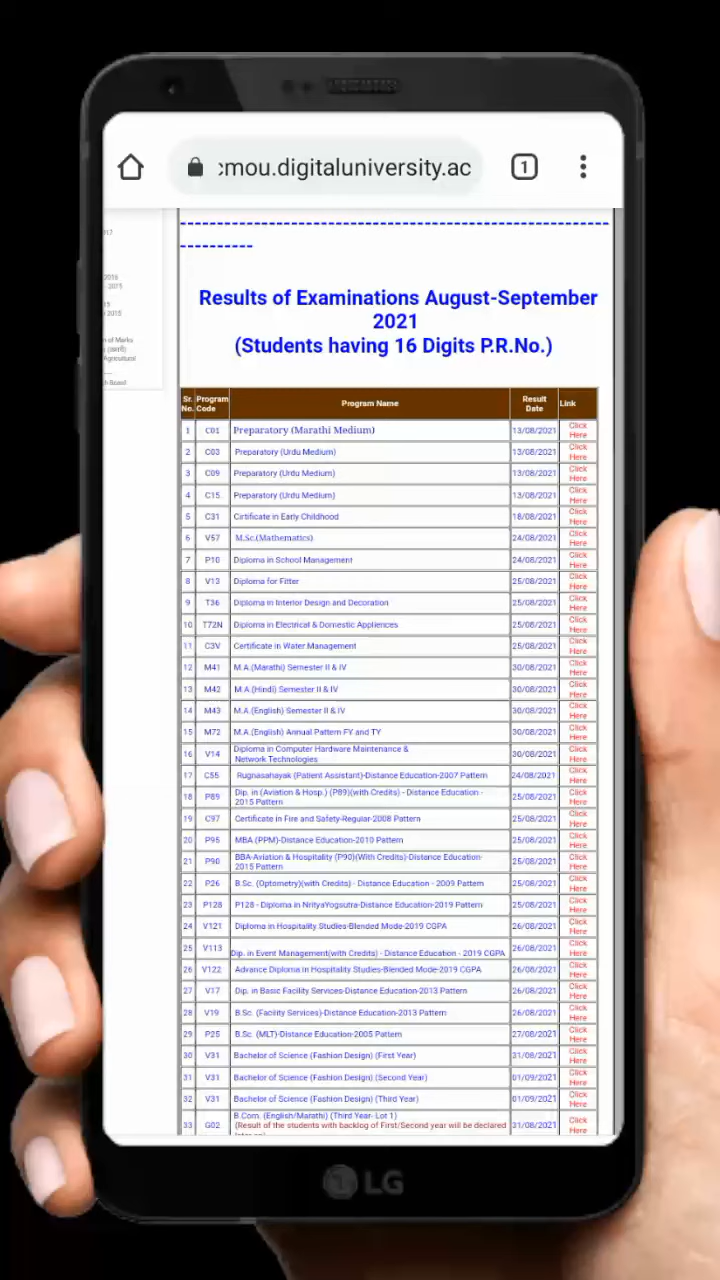 :mou.digitaluniversity.ac
1
Results of Examinations August-September
2021
(Students having 16 Digits P.R.No.)
Sr. No. Program Code Program Name Result Date Link
1 C01 Preparatory (Marathi Medium) 13/08/2021 Click Here
2 C03 Preparatory (Urdu Medium) 13/08/2021 Click Here
3 C09 Preparatory (Urdu Medium) 13/08/2021 Click Here
4 C15 Preparatory (Urdu Medium) 13/08/2021 Click Here
5 C31 Cirtificate in Early Childhood 18/08/2021 Click Here
6 V57 M.Sc.(Mathematics) 24/08/2021 Click Here
7 P10 Diploma in School Management 24/08/2021 Click Here
8 V13 Diploma for Fitter 25/08/2021 Click Here
9 T36 Diploma in Interior Design and Decoration 25/08/2021 Click Here
10 T72N Diploma in Electrical & Domestic Appliences 25/08/2021 Click Here
11 C3V Certificate in Water Management 25/08/2021 Click Here
12 M41 M.A.(Marathi) Semester II & IV 30/08/2021 Click Here
13 M42 M.A.(Hindi) Semester II & IV 30/08/2021 Click Here
14 M43 M.A.(English) Semester II & IV 30/08/2021 Click Here
15 M72 M.A.(English) Annual Pattern FY and TY 30/08/2021 Click Here
16 V14 Diploma in Computer Hardware Maintenance & Network Technologies 30/08/2021 Click Here
17 C55 Rugnasahayak (Patient Assistant)-Distance Education-2007 Pattern 24/08/2021 Click Here
18 P89 Dip. in (Aviation & Hosp.) (P89)(with Credits) - Distance Education - 2015 Pattern 25/08/2021 Click Here
19 C97 Certificate in Fire and Safety-Regular-2008 Pattern 25/08/2021 Click Here
20 P95 MBA (PPM)-Distance Education-2010 Pattern 25/08/2021 Click Here
21 P90 BBA-Aviation & Hospitality (P90)(With Credits)-Distance Education-2015 Pattern 25/08/2021 Click Here
22 P26 B.Sc. (Optometry)(with Credits) - Distance Education - 2009 Pattern 25/08/2021 Click Here
23 P128 P128 - Diploma in NrityaYogsutra-Distance Education-2019 Pattern 25/08/2021 Click Here
24 V121 Diploma in Hospitality Studies-Blended Mode-2019 CGPA 26/08/2021 Click Here
25 V113 Dip. in Event Management(with Credits) - Distance Education - 2019 CGPA 26/08/2021 Click Here
26 V122 Advance Diploma in Hospitality Studies-Blended Mode-2019 CGPA 26/08/2021 Click Here
27 V17 Dip. in Basic Facility Services-Distance Education-2013 Pattern 26/08/2021 Click Here
28 V19 B.Sc. (Facility Services)-Distance Education-2013 Pattern 26/08/2021 Click Here
29 P25 B.Sc. (MLT)-Distance Education-2005 Pattern 27/08/2021 Click Here
30 V31 Bachelor of Science (Fashion Design) (First Year) 31/08/2021 Click Here
31 V31 Bachelor of Science (Fashion Design) (Second Year) 01/09/2021 Click Here
32 V31 Bachelor of Science (Fashion Design) (Third Year) 01/09/2021 Click Here
33 G02 B.Com. (English/Marathi) (Third Year- Lot 1) 31/08/2021 Click Here
(Result of the students with backlog of First/Second year will be declared
LG